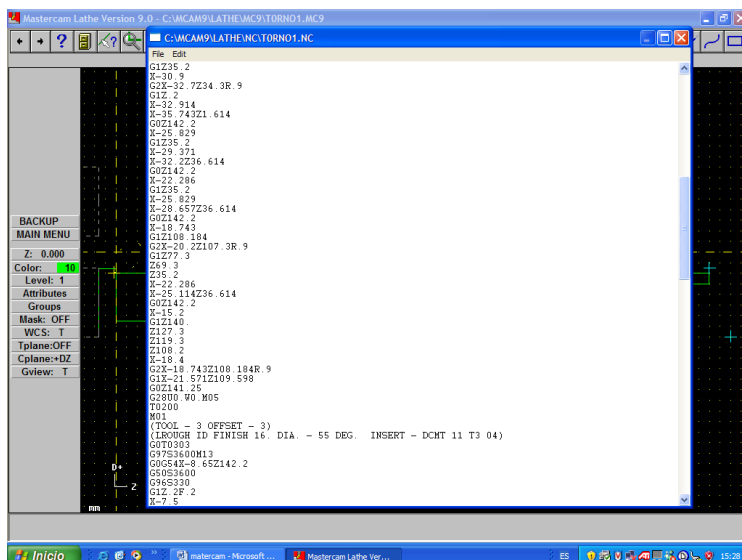 Mastercam Lathe Version 9.0 - C:\MCAM9\LATHE\MC9\TORNO1.MC9
C:\MCAM9\LATHE\NC\TORNO1.NC
File Edit
G1Z35.2
X-30.9
G2X-32.7Z34.3R.9
G1Z.2
X-32.914
X-35.743Z1.614
G0Z142.2
X-25.829
G1Z35.2
X-29.371
X-32.2Z36.614
G0Z142.2
X-22.286
G1Z35.2
X-25.829
X-28.657Z36.614
G0Z142.2
X-18.743
G1Z108.184
G2X-20.2Z107.3R.9
G1Z77.3
Z69.3
Z35.2
X-22.286
X-25.114Z36.614
G0Z142.2
X-15.2
G1Z140.
Z127.3
Z119.3
Z108.2
X-18.4
G2X-18.743Z108.184R.9
G1X-21.571Z109.598
G0Z141.25
G28U0.W0.M05
T0200
M01
(TOOL - 3 OFFSET - 3)
(LROUGH ID FINISH 16. DIA. - 55 DEG. INSERT - DCMT 11 T3 04)
G0T0303
G97S3600M13
G0G54X-8.65Z142.2
G50S3600
G96S330
G1Z.2F.2
X-7.5
BACKUP
MAIN MENU
Z: 0.000
Color: 10
Level: 1
Attributes
Groups
Mask: OFF
WCS: T
Tplane:OFF
Cplane:+DZ
Gview: T
D+
Z
mm
Inicio
matercam - Microsoft ...
Mastercam Lathe Ver...
ES
15:28